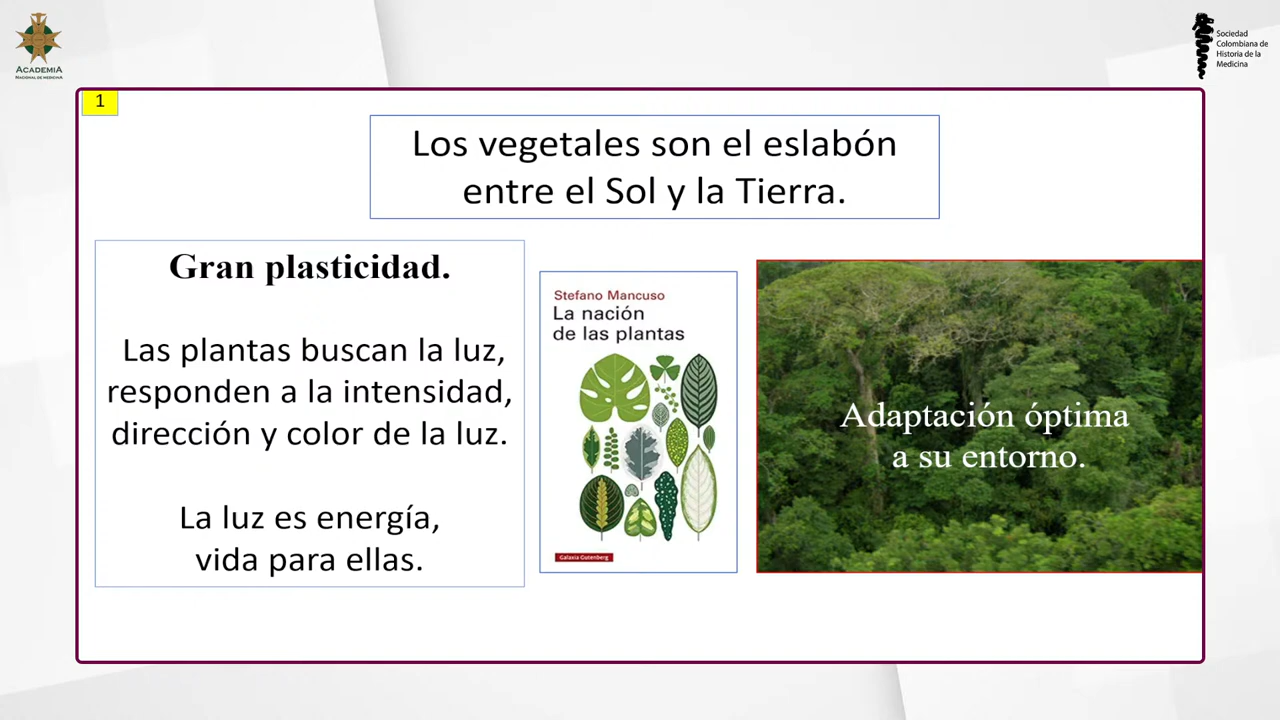 ACADEMIA
NACIONAL DE MEDICINA
Sociedad
Colombiana de
Historia de la
Medicina
1
Los vegetales son el eslabón
entre el Sol y la Tierra.
Gran plasticidad.
Las plantas buscan la luz,
responden a la intensidad,
dirección y color de la luz.
La luz es energía,
vida para ellas.
Stefano Mancuso
La nación
de las plantas
Galaxia Gutenberg
Adaptación óptima
a su entorno.